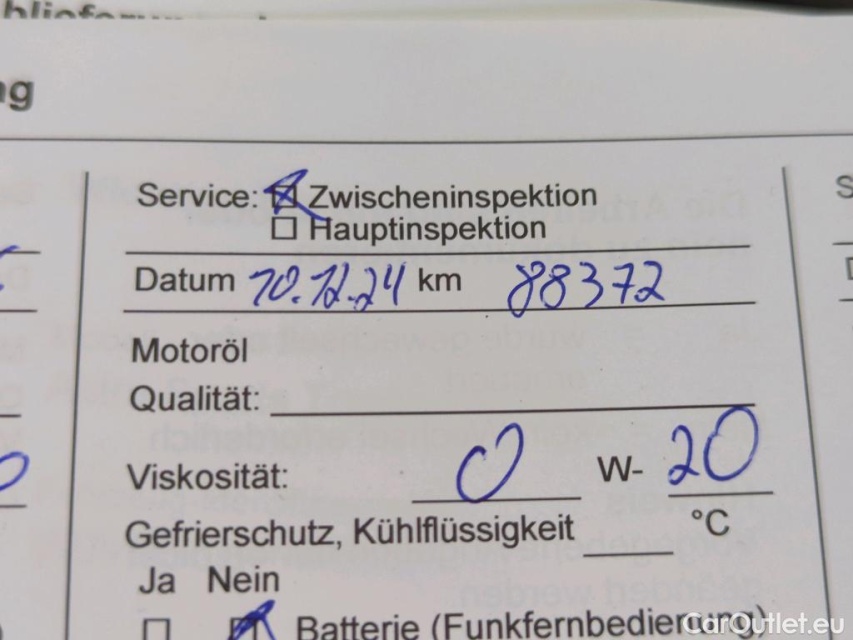 ng
Service: Zwischeninspektion
Hauptinspektion
Datum 10.12.24 km 88372
Motoröl
Qualität:
Viskosität: 0 W- 20
Gefrierschutz, Kühlflüssigkeit °C
Ja Nein
Batterie (Funkfernbedienung)
CarOutlet.eu